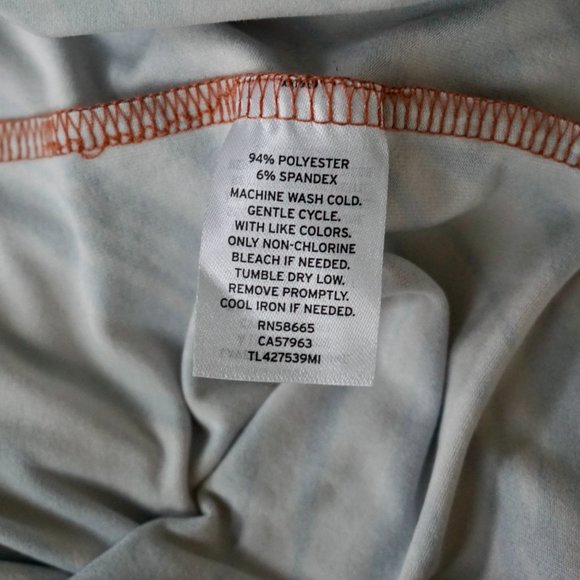 94% POLYESTER
6% SPANDEX
MACHINE WASH COLD.
GENTLE CYCLE.
WITH LIKE COLORS.
ONLY NON-CHLORINE
BLEACH IF NEEDED.
TUMBLE DRY LOW.
REMOVE PROMPTLY.
COOL IRON IF NEEDED.
RN58665
CA57963
TL427539MI